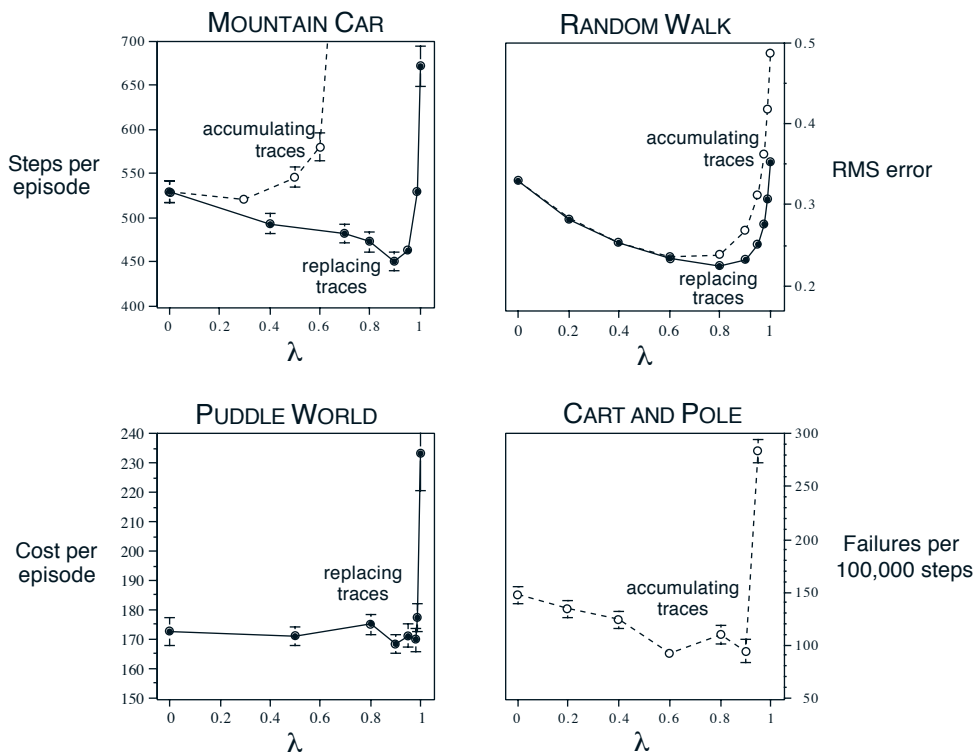 MOUNTAIN CAR
700
650
600
550
500
450
400
Steps per
episode
accumulating
traces
replacing
traces
0
0.2
0.4
0.6
0.8
1
λ
RANDOM WALK
0.5
0.4
0.3
0.2
RMS error
accumulating
traces
replacing
traces
0
0.2
0.4
0.6
0.8
1
λ
PUDDLE WORLD
240
230
220
210
200
190
180
170
160
150
Cost per
episode
replacing
traces
0
0.2
0.4
0.6
0.8
1
λ
CART AND POLE
300
250
200
150
100
50
Failures per
100,000 steps
accumulating
traces
0
0.2
0.4
0.6
0.8
1
λ